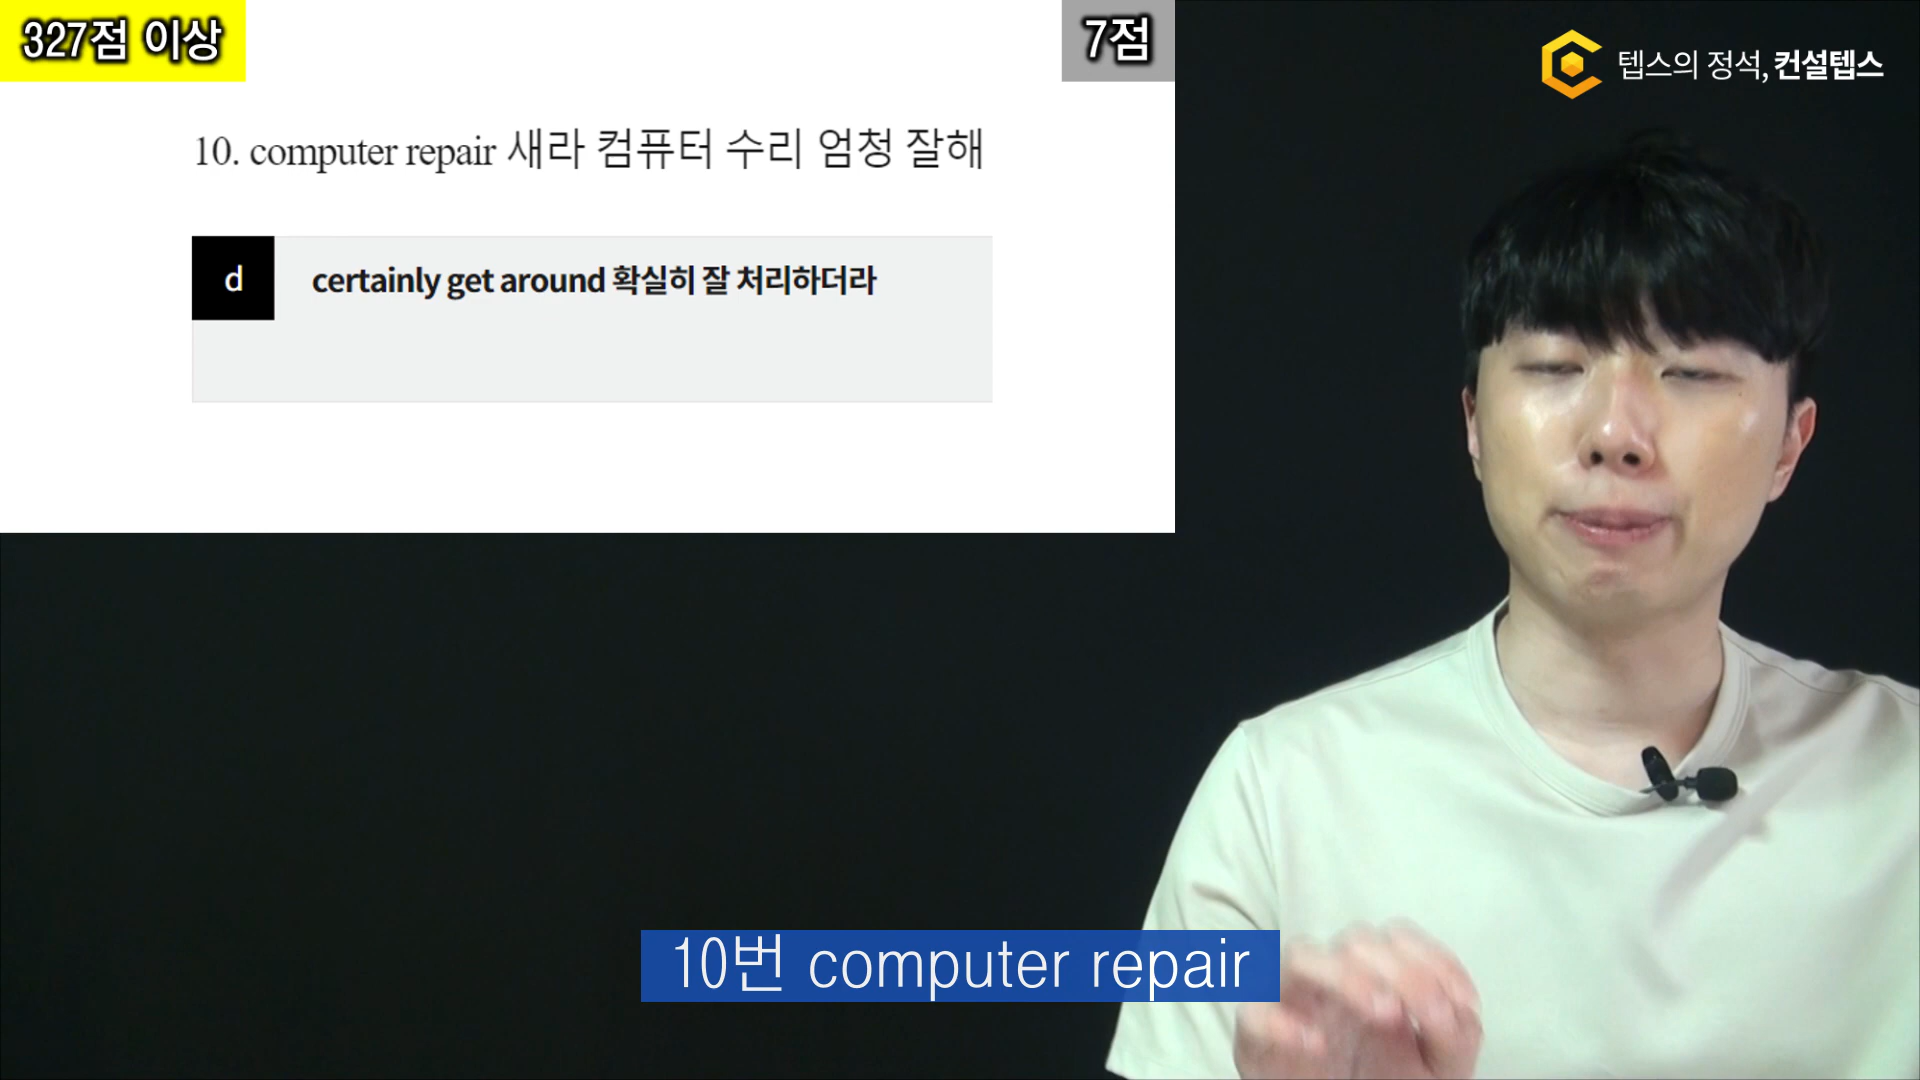 327점 이상
7점
텝스의 정석, 컨설텝스
10. computer repair 새라 컴퓨터 수리 엄청 잘해
d
certainly get around 확실히 잘 처리하더라
10번 computer repair